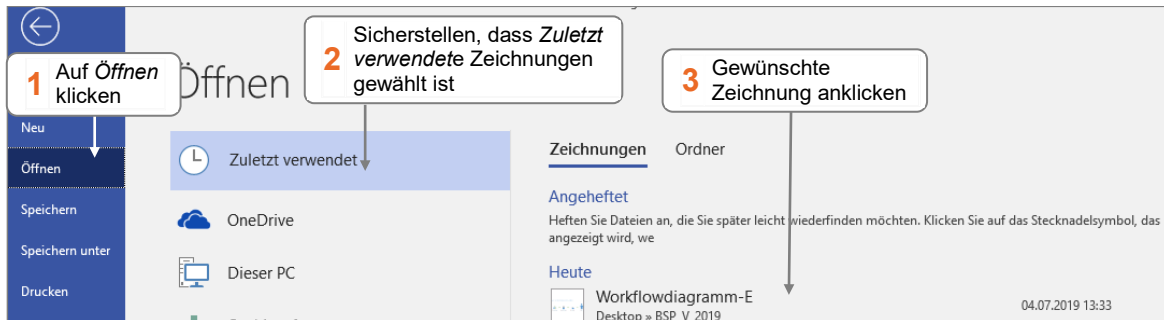 1 Auf Öffnen
klicken
2 Sicherstellen, dass Zuletzt
verwendete Zeichnungen
gewählt ist
3 Gewünschte
Zeichnung anklicken
Öffnen
Neu
Öffnen
Speichern
Speichern unter
Drucken
Zuletzt verwendet
OneDrive
Dieser PC
Zeichnungen Ordner
Angeheftet
Heften Sie Dateien an, die Sie später leicht wiederfinden möchten. Klicken Sie auf das Stecknadelsymbol, das
angezeigt wird, we
Heute
Workflowdiagramm-E 04.07.2019 13:33
Desktop » BSP_V_2019